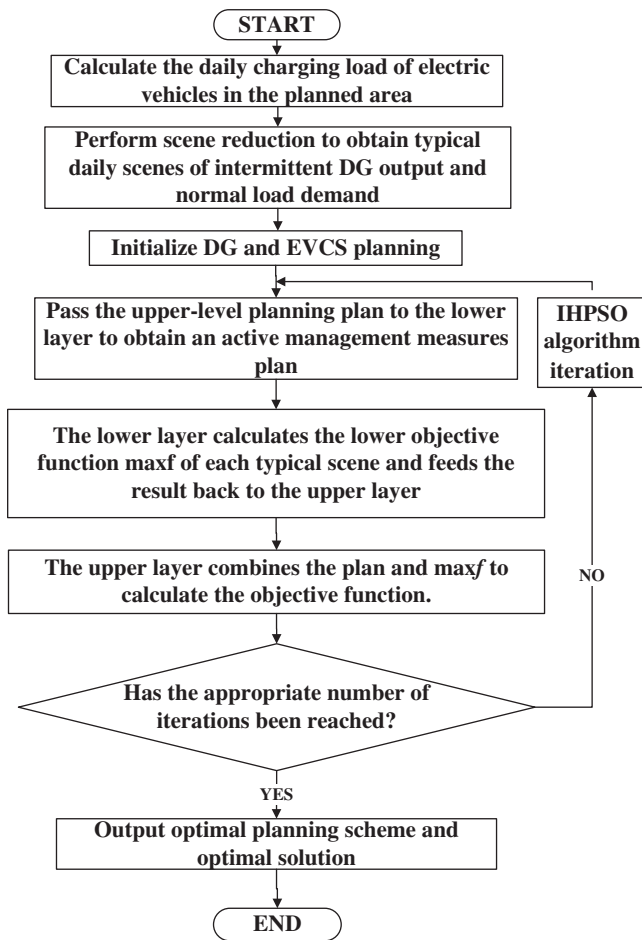 START
Calculate the daily charging load of electric
vehicles in the planned area
Perform scene reduction to obtain typical
daily scenes of intermittent DG output and
normal load demand
Initialize DG and EVCS planning
Pass the upper-level planning plan to the lower
layer to obtain an active management measures
plan
IHPSO
algorithm
iteration
The lower layer calculates the lower objective
function maxf of each typical scene and feeds the
result back to the upper layer
The upper layer combines the plan and maxf to
calculate the objective function.
NO
Has the appropriate number of
iterations been reached?
YES
Output optimal planning scheme and
optimal solution
END